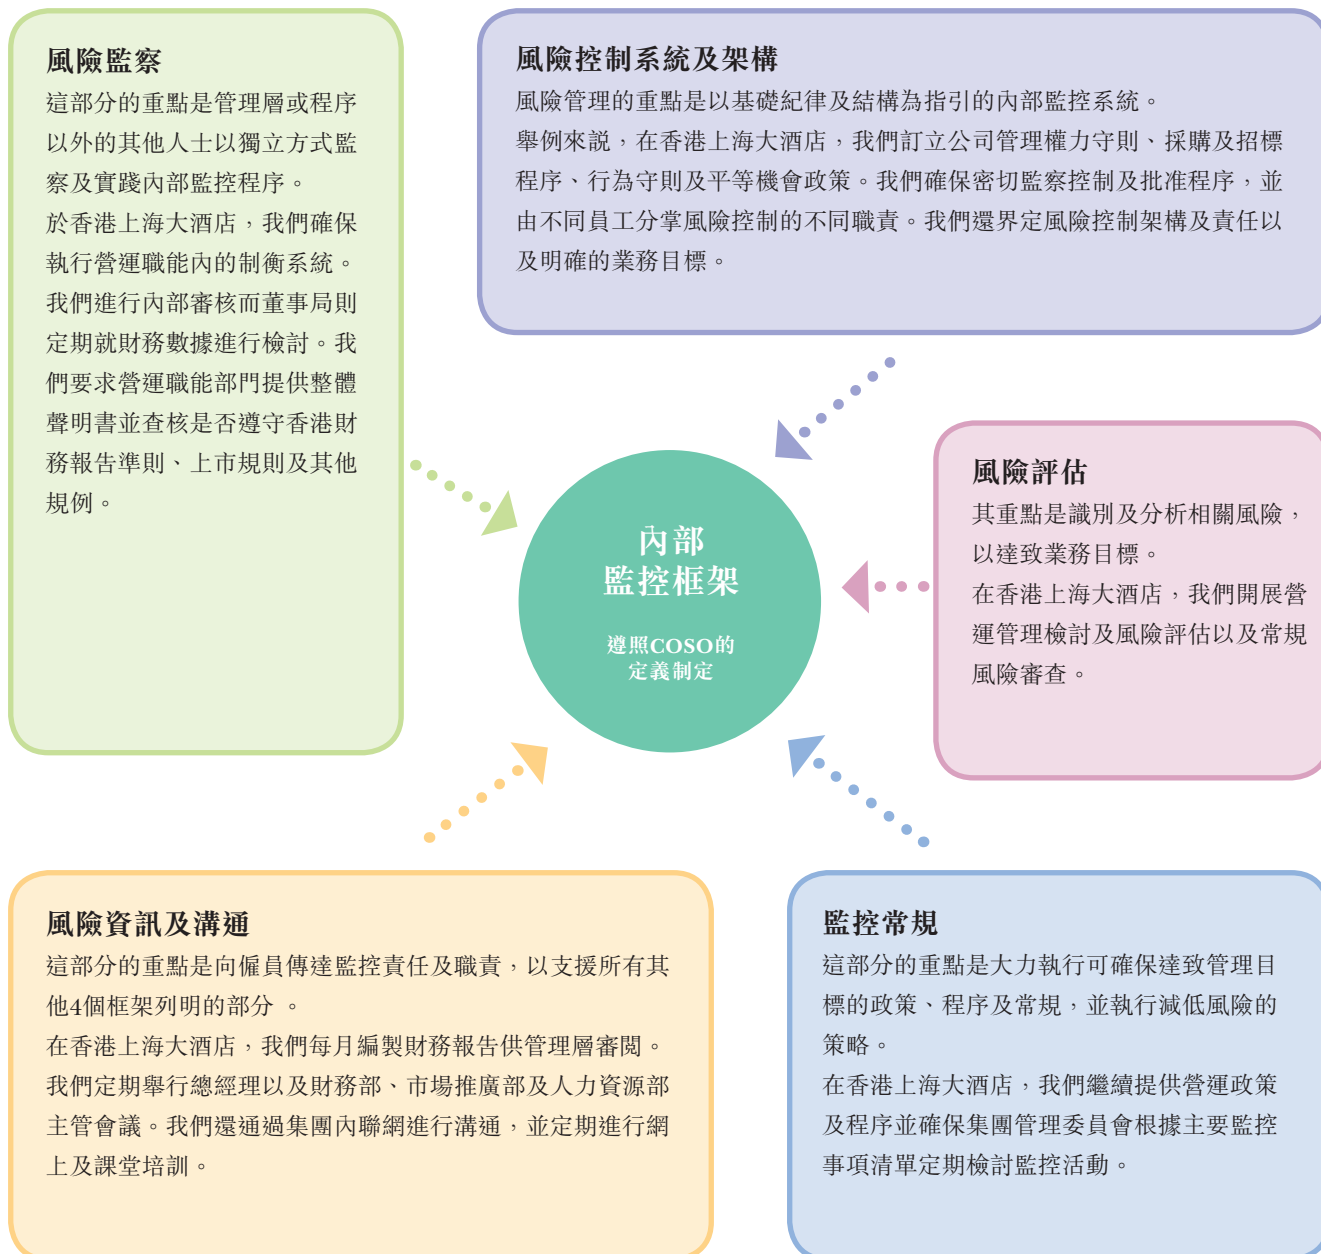 風險監察
這部分的重點是管理層或程序
以外的其他人士以獨立方式監
察及實踐內部監控程序。
於香港上海大酒店，我們確保
執行營運職能內的制衡系統。
我們進行內部審核而董事局則
定期就財務數據進行檢討。我
們要求營運職能部門提供整體
聲明書並查核是否遵守香港財
務報告準則、上市規則及其他
規例。
風險控制系統及架構
風險管理的重點是以基礎紀律及結構為指引的內部監控系統。
舉例來説，在香港上海大酒店，我們訂立公司管理權力守則、採購及招標
程序、行為守則及平等機會政策。我們確保密切監察控制及批准程序，並
由不同員工分掌風險控制的不同職責。我們還界定風險控制架構及責任以
及明確的業務目標。
風險評估
其重點是識別及分析相關風險，
以達致業務目標。
在香港上海大酒店，我們開展營
運管理檢討及風險評估以及常規
風險審查。
內部
監控框架
遵照COSO的
定義制定
風險資訊及溝通
這部分的重點是向僱員傳達監控責任及職責，以支援所有其
他4個框架列明的部分 。
在香港上海大酒店，我們每月編製財務報告供管理層審閲。
我們定期舉行總經理以及財務部、市場推廣部及人力資源部
主管會議。我們還通過集團內聯網進行溝通，並定期進行網
上及課堂培訓。
監控常規
這部分的重點是大力執行可確保達致管理目
標的政策、程序及常規，並執行減低風險的
策略。
在香港上海大酒店，我們繼續提供營運政策
及程序並確保集團管理委員會根據主要監控
事項清單定期檢討監控活動。